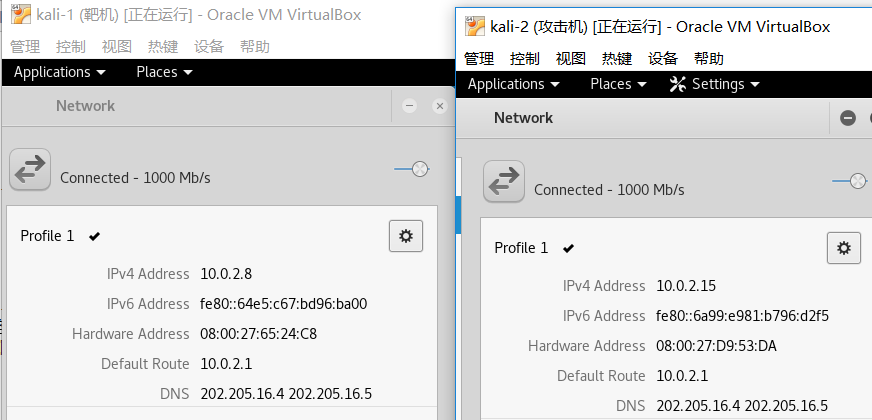 kali-1 (靶机) [正在运行] - Oracle VM VirtualBox
管理 控制 视图 热键 设备 帮助
Applications Places
Network
Connected - 1000 Mb/s
Profile 1
IPv4 Address 10.0.2.8
IPv6 Address fe80::64e5:c67:bd96:ba00
Hardware Address 08:00:27:65:24:C8
Default Route 10.0.2.1
DNS 202.205.16.4 202.205.16.5
kali-2 (攻击机) [正在运行] - Oracle VM VirtualBox
管理 控制 视图 热键 设备 帮助
Applications Places Settings
Network
Connected - 1000 Mb/s
Profile 1
IPv4 Address 10.0.2.15
IPv6 Address fe80::6a99:e981:b796:d2f5
Hardware Address 08:00:27:D9:53:DA
Default Route 10.0.2.1
DNS 202.205.16.4 202.205.16.5